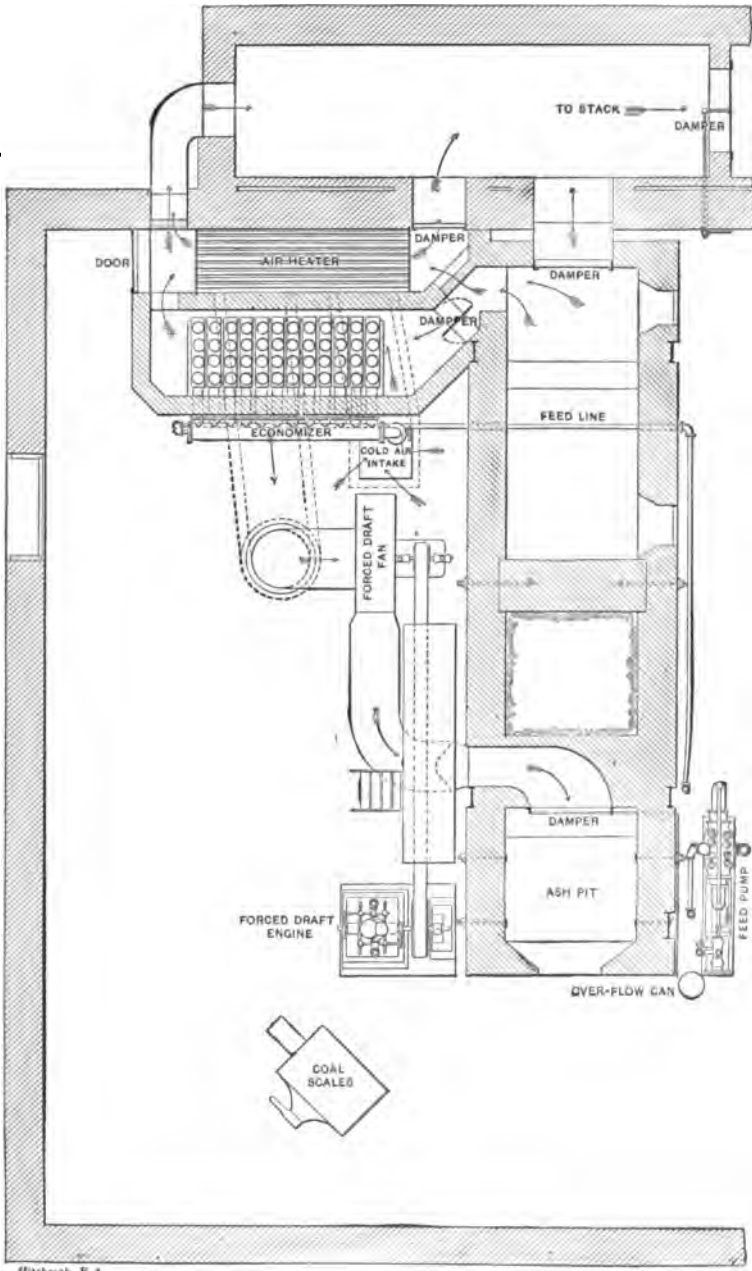 TO STACK
DAMPER
DOOR
AIR HEATER
DAMPER
DAMPER
DAMPER
FEED LINE
ECONOMIZER
COLD AIR
INTAKE
FORCED DRAFT
FAN
DAMPER
ASH PIT
FORCED DRAFT
ENGINE
FEED PUMP
OVER-FLOW CAN
COAL
SCALES